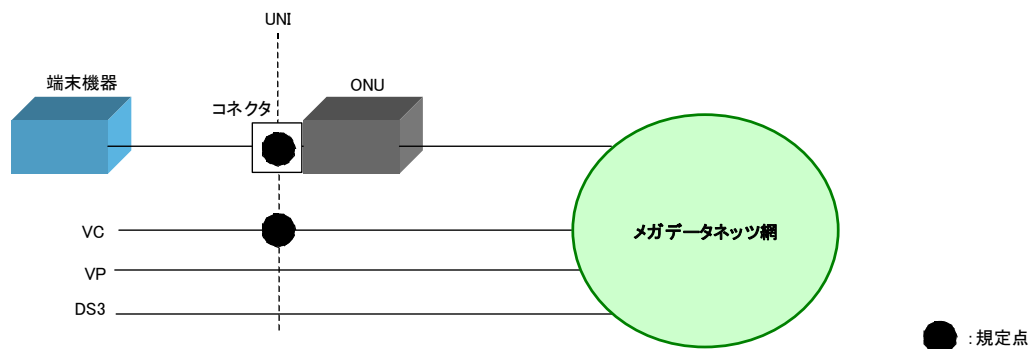 UNI
端末機器
ONU
コネクタ
VC
メガデータネッツ網
VP
DS3
：規定点